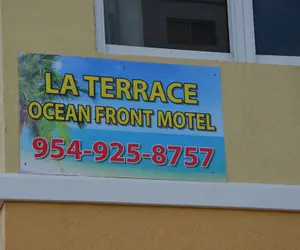 LA TERRACE
OCEAN FRONT MOTEL
954-925-8757